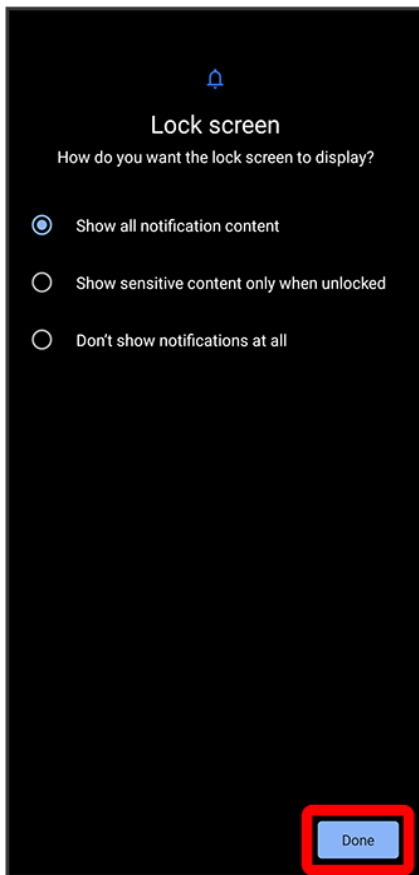 Lock screen
How do you want the lock screen to display?
Show all notification content
Show sensitive content only when unlocked
Don't show notifications at all
Done